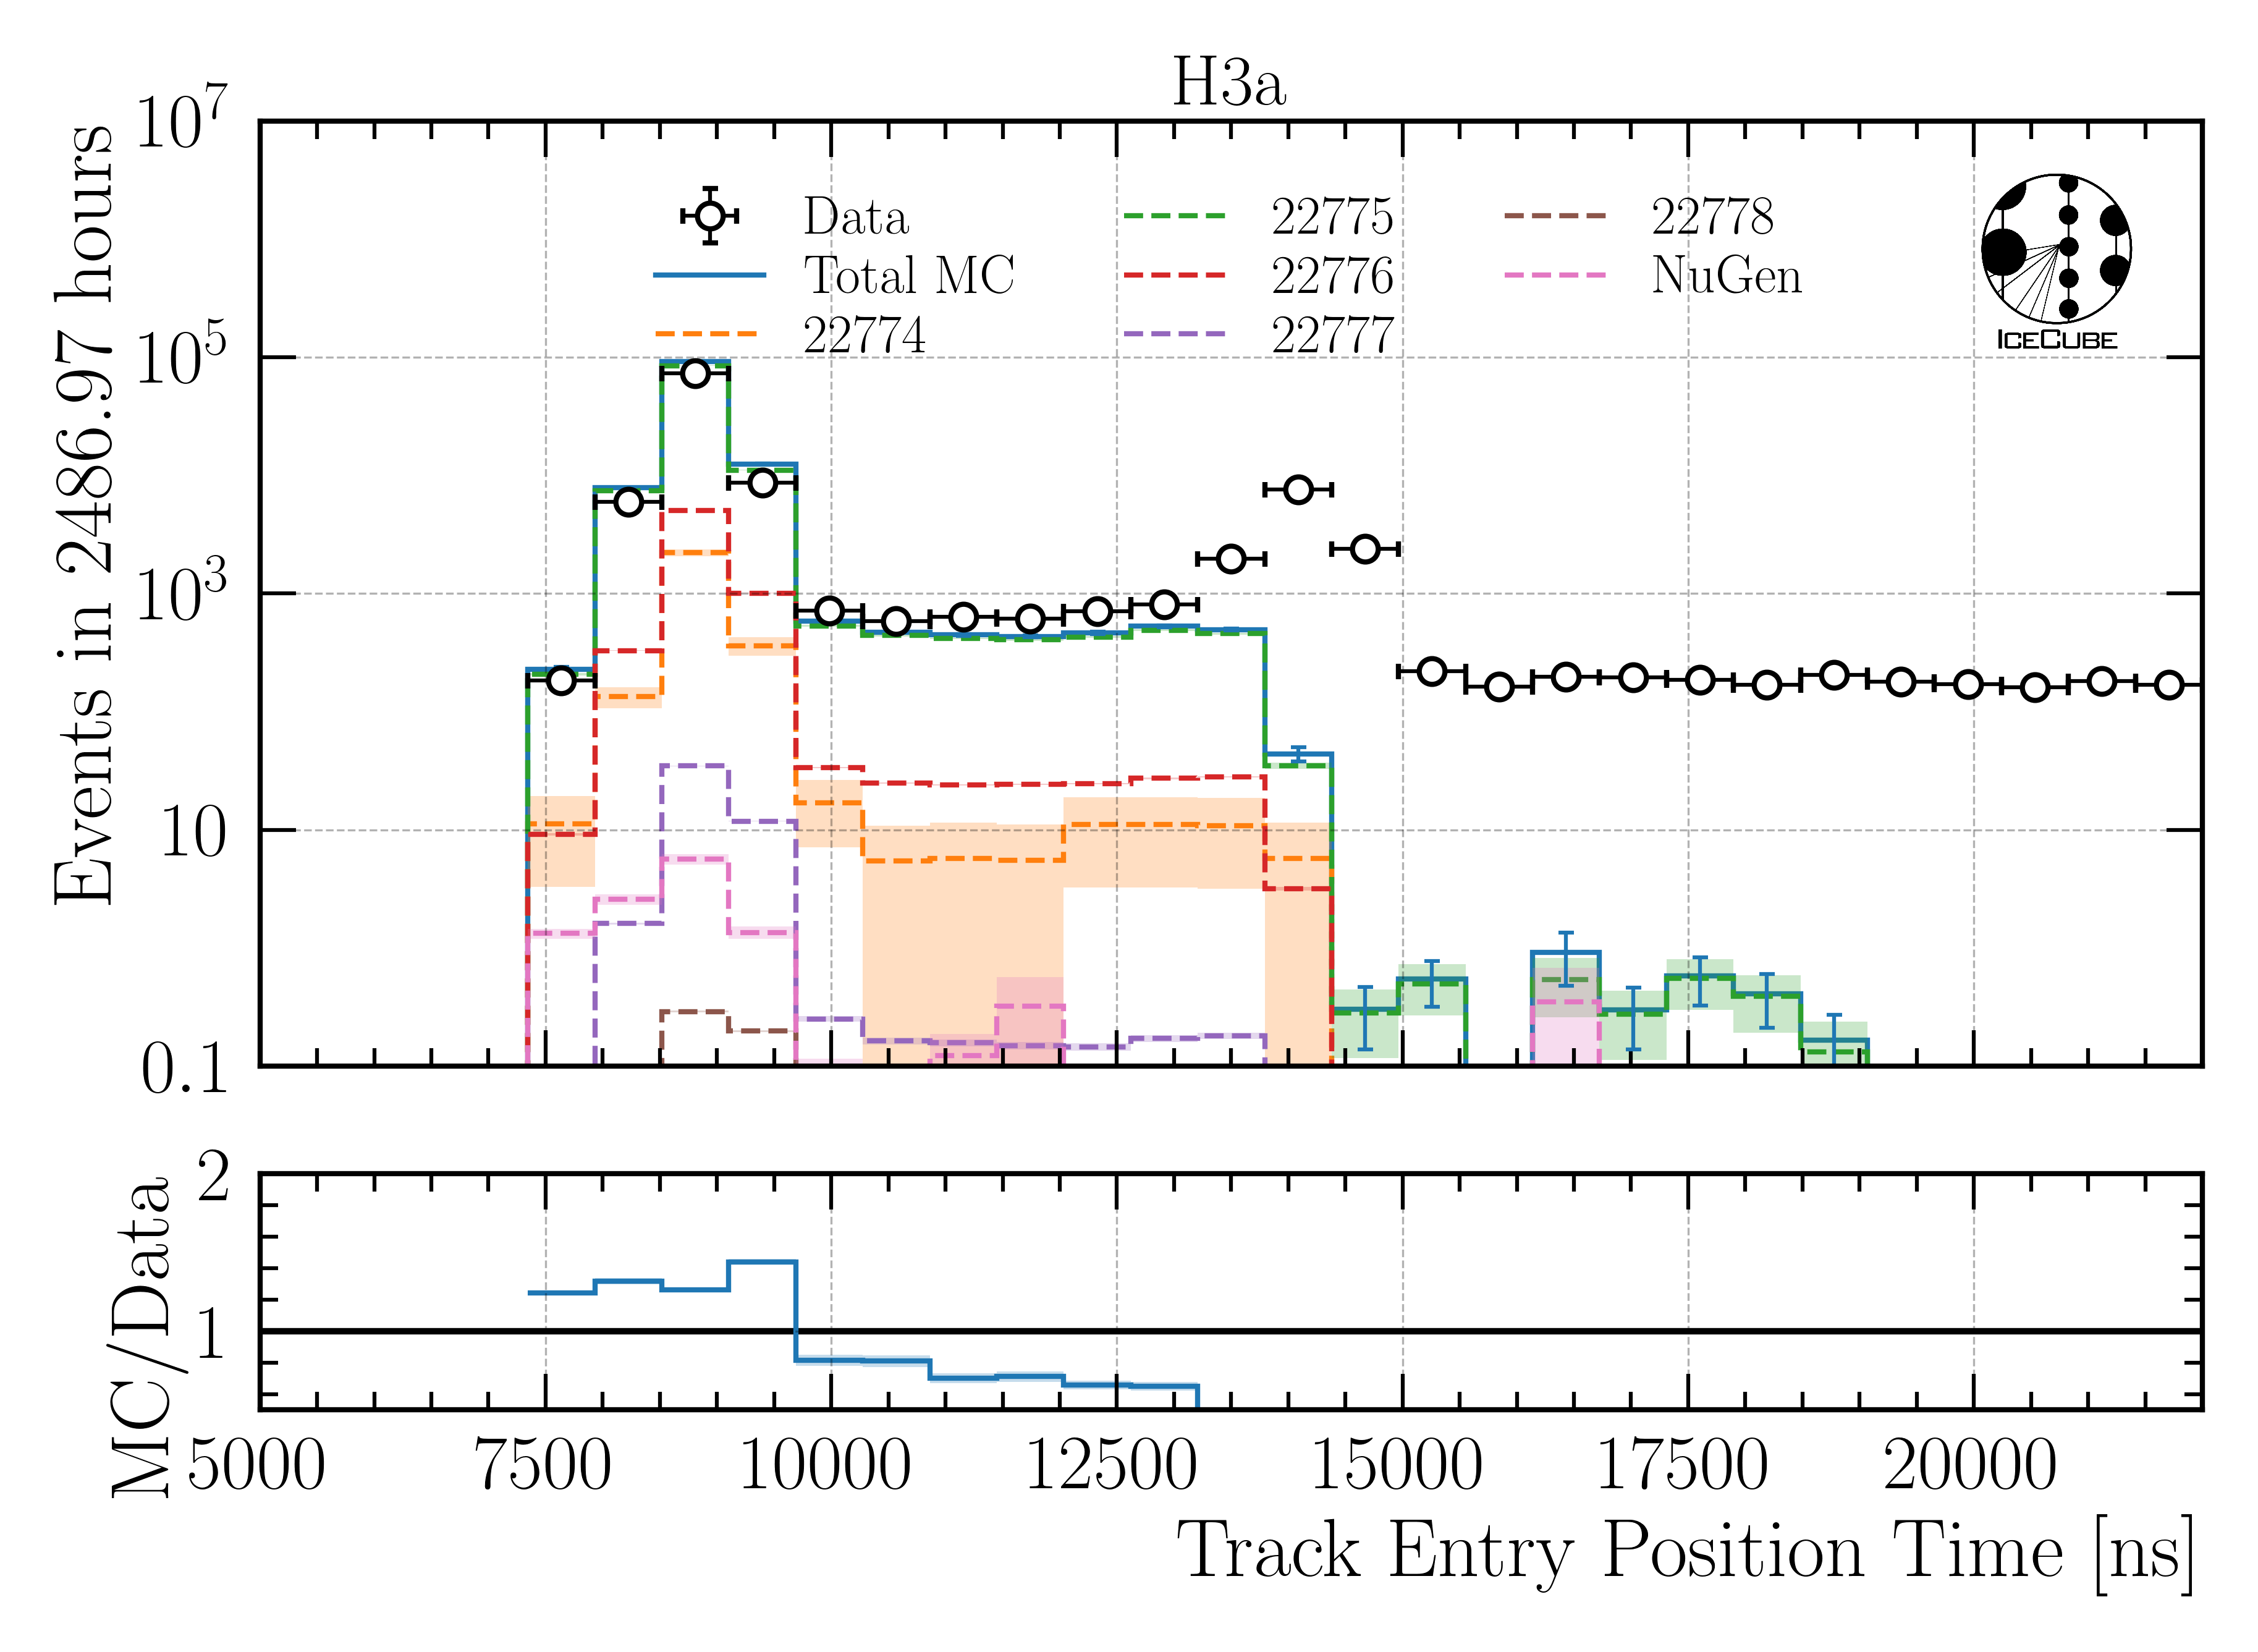 H3a
10^7
10^5
10^3
10
0.1
Events in 2486.97 hours
Data
Total MC
22774
22775
22776
22777
22778
NuGen
ICECUBE
2
1
MC/Data
5000 7500 10000 12500 15000 17500 20000
Track Entry Position Time [ns]